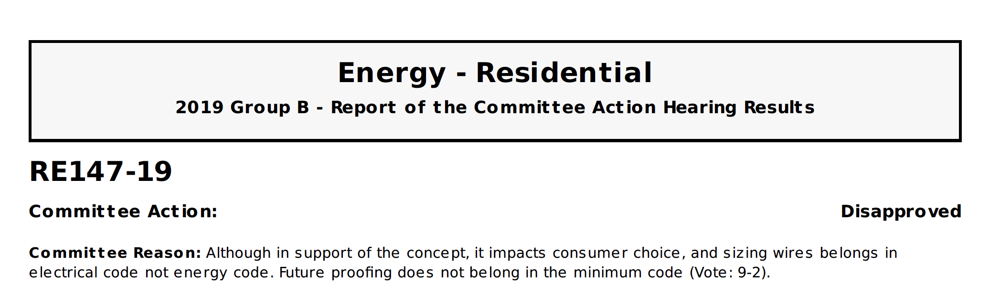 Energy - Residential
2019 Group B - Report of the Committee Action Hearing Results
RE147-19
Committee Action: Disapproved
Committee Reason: Although in support of the concept, it impacts consumer choice, and sizing wires belongs in
electrical code not energy code. Future proofing does not belong in the minimum code (Vote: 9-2).